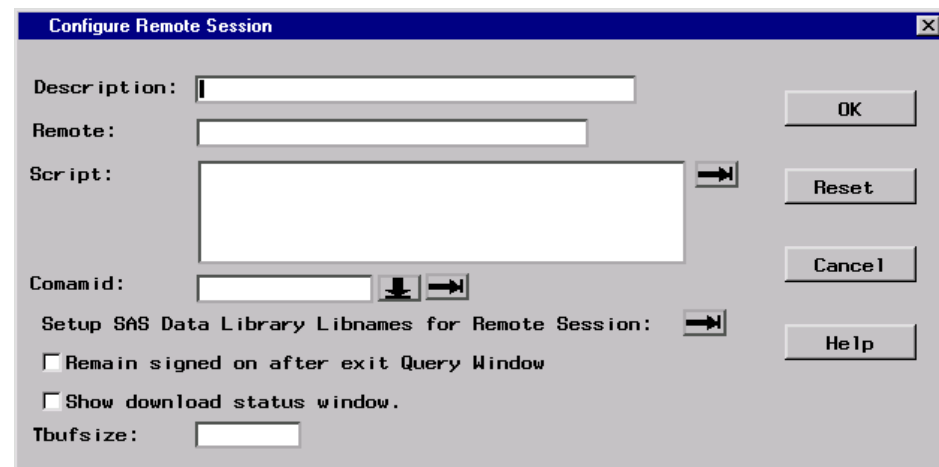 Configure Remote Session
Description:
OK
Remote:
Script:
Reset
Cancel
Comamid:
Setup SAS Data Library Libnames for Remote Session:
Help
Remain signed on after exit Query Window
Show download status window.
Tbufsize: